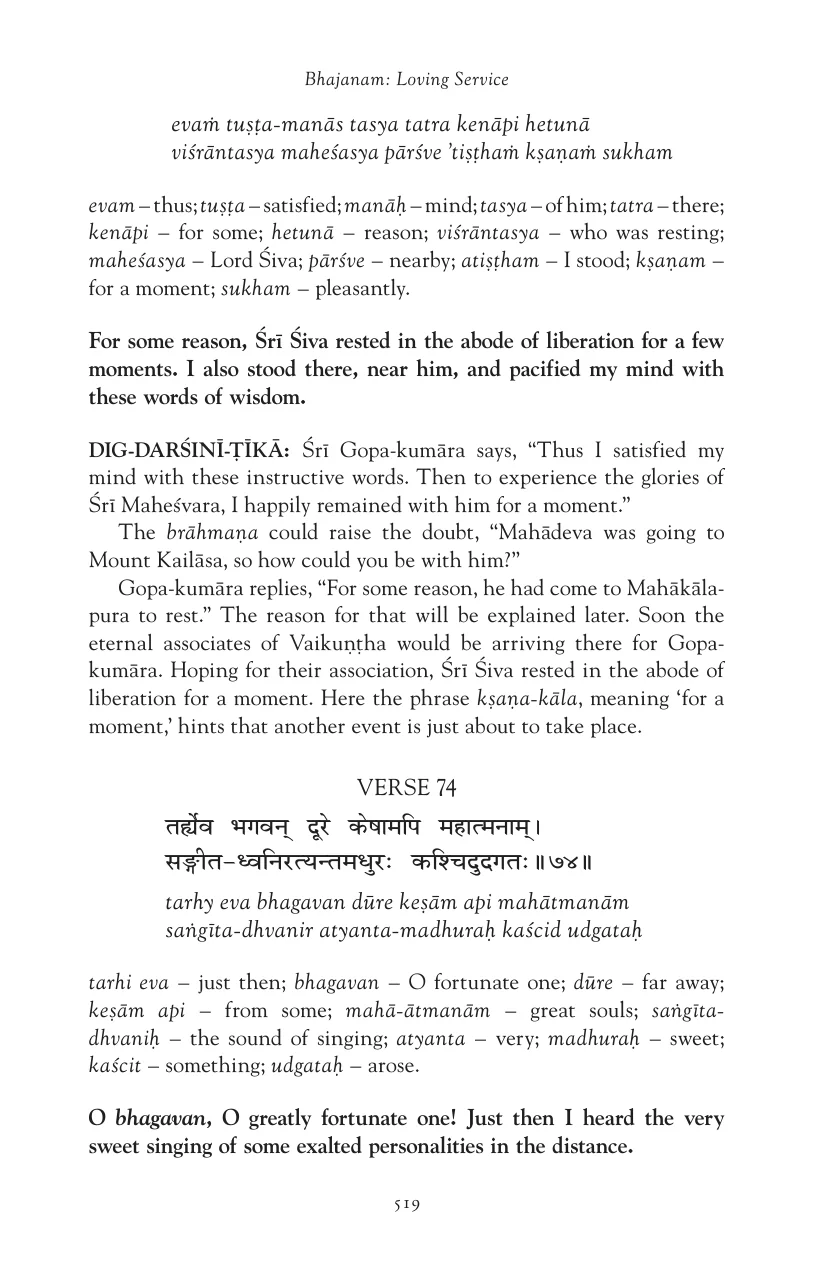 Bhajanam: Loving Service
evaṁ tuṣṭa-manās tasya tatra kenāpi hetunā
viśrāntasya maheśasya pārśve ’tiṣṭhaṁ kṣaṇaṁ sukham
evam – thus; tuṣṭa – satisfied; manāḥ – mind; tasya – of him; tatra – there;
kenāpi – for some; hetunā – reason; viśrāntasya – who was resting;
maheśasya – Lord Śiva; pārśve – nearby; atiṣṭham – I stood; kṣaṇam –
for a moment; sukham – pleasantly.
For some reason, Śrī Śiva rested in the abode of liberation for a few
moments. I also stood there, near him, and pacified my mind with
these words of wisdom.
DIG-DARŚINĪ-ṬĪKĀ: Śrī Gopa-kumāra says, “Thus I satisfied my
mind with these instructive words. Then to experience the glories of
Śrī Maheśvara, I happily remained with him for a moment.”
The brāhmaṇa could raise the doubt, “Mahādeva was going to
Mount Kailāsa, so how could you be with him?”
Gopa-kumāra replies, “For some reason, he had come to Mahākāla-
pura to rest.” The reason for that will be explained later. Soon the
eternal associates of Vaikuṇṭha would be arriving there for Gopa-
kumāra. Hoping for their association, Śrī Śiva rested in the abode of
liberation for a moment. Here the phrase kṣaṇa-kāla, meaning ‘for a
moment,’ hints that another event is just about to take place.
VERSE 74
तर्ह्येव भगवन् दूरे केषामपि महात्मनाम्।
सङ्गीत-ध्वनिरत्यन्तमधुरः कश्चिदुदगतः॥७४॥
tarhy eva bhagavan dūre keṣām api mahātmanām
saṅgīta-dhvanir atyanta-madhuraḥ kaścid udgataḥ
tarhi eva – just then; bhagavan – O fortunate one; dūre – far away;
keṣām api – from some; mahā-ātmanām – great souls; saṅgīta-
dhvaniḥ – the sound of singing; atyanta – very; madhuraḥ – sweet;
kaścit – something; udgataḥ – arose.
O bhagavan, O greatly fortunate one! Just then I heard the very
sweet singing of some exalted personalities in the distance.
519